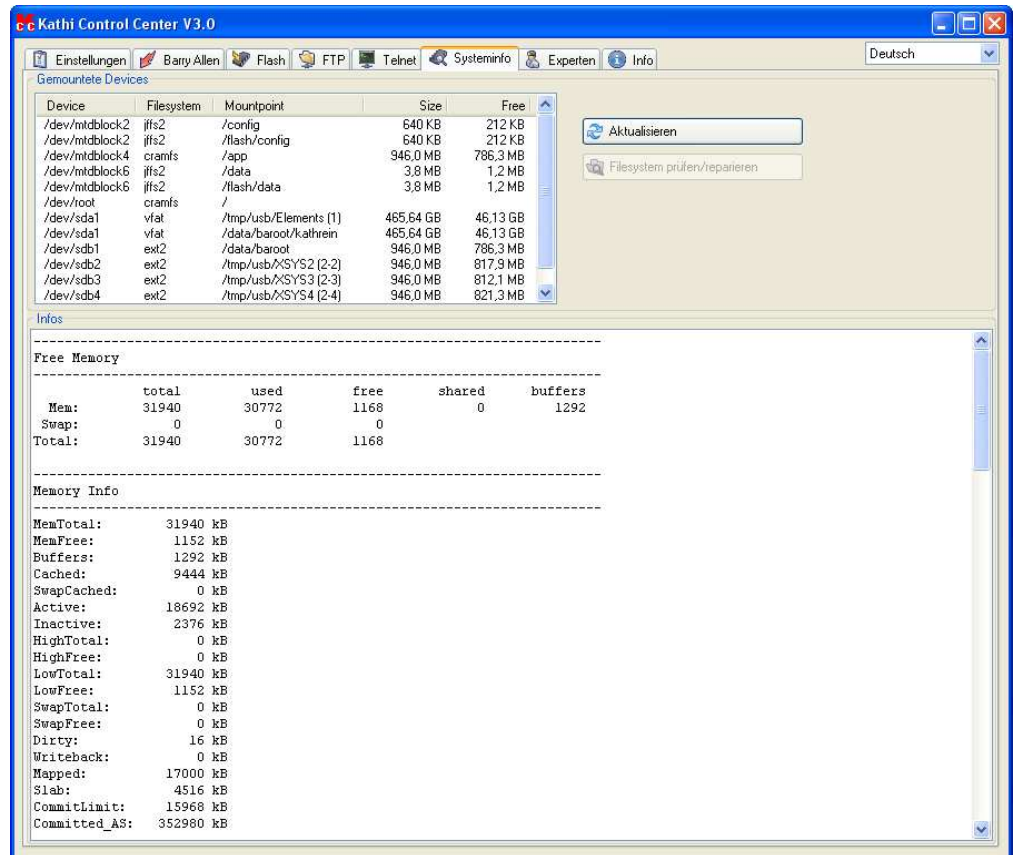 Kathi Control Center V3.0
Einstellungen Barry Allen Flash FTP Telnet Systeminfo Experten Info Deutsch
Gemountete Devices
Device Filesystem Mountpoint Size Free
/dev/mtdblock2 jffs2 /config 640 KB 212 KB
/dev/mtdblock2 jffs2 /flash/config 640 KB 212 KB
/dev/mtdblock4 cramfs /app 946,0 MB 786,3 MB
/dev/mtdblock6 jffs2 /data 3,8 MB 1,2 MB
/dev/mtdblock6 jffs2 /flash/data 3,8 MB 1,2 MB
/dev/root cramfs /
/dev/sda1 vfat /tmp/usb/Elements (1) 465,64 GB 46,13 GB
/dev/sda1 vfat /data/baroot/kathrein 465,64 GB 46,13 GB
/dev/sdb1 ext2 /data/baroot 946,0 MB 786,3 MB
/dev/sdb2 ext2 /tmp/usb/XSYS2 (2-2) 946,0 MB 817,9 MB
/dev/sdb3 ext2 /tmp/usb/XSYS3 (2-3) 946,0 MB 812,1 MB
/dev/sdb4 ext2 /tmp/usb/XSYS4 (2-4) 946,0 MB 821,3 MB
Aktualisieren
Filesystem prüfen/reparieren
Infos
--------------------------------------------------------------------------
Free Memory
--------------------------------------------------------------------------
total used free shared buffers
Mem: 31940 30772 1168 0 1292
Swap: 0 0 0
Total: 31940 30772 1168
--------------------------------------------------------------------------
Memory Info
--------------------------------------------------------------------------
MemTotal: 31940 kB
MemFree: 1152 kB
Buffers: 1292 kB
Cached: 9444 kB
SwapCached: 0 kB
Active: 18692 kB
Inactive: 2376 kB
HighTotal: 0 kB
HighFree: 0 kB
LowTotal: 31940 kB
LowFree: 1152 kB
SwapTotal: 0 kB
SwapFree: 0 kB
Dirty: 16 kB
Writeback: 0 kB
Mapped: 17000 kB
Slab: 4516 kB
CommitLimit: 15968 kB
Committed_AS: 352980 kB